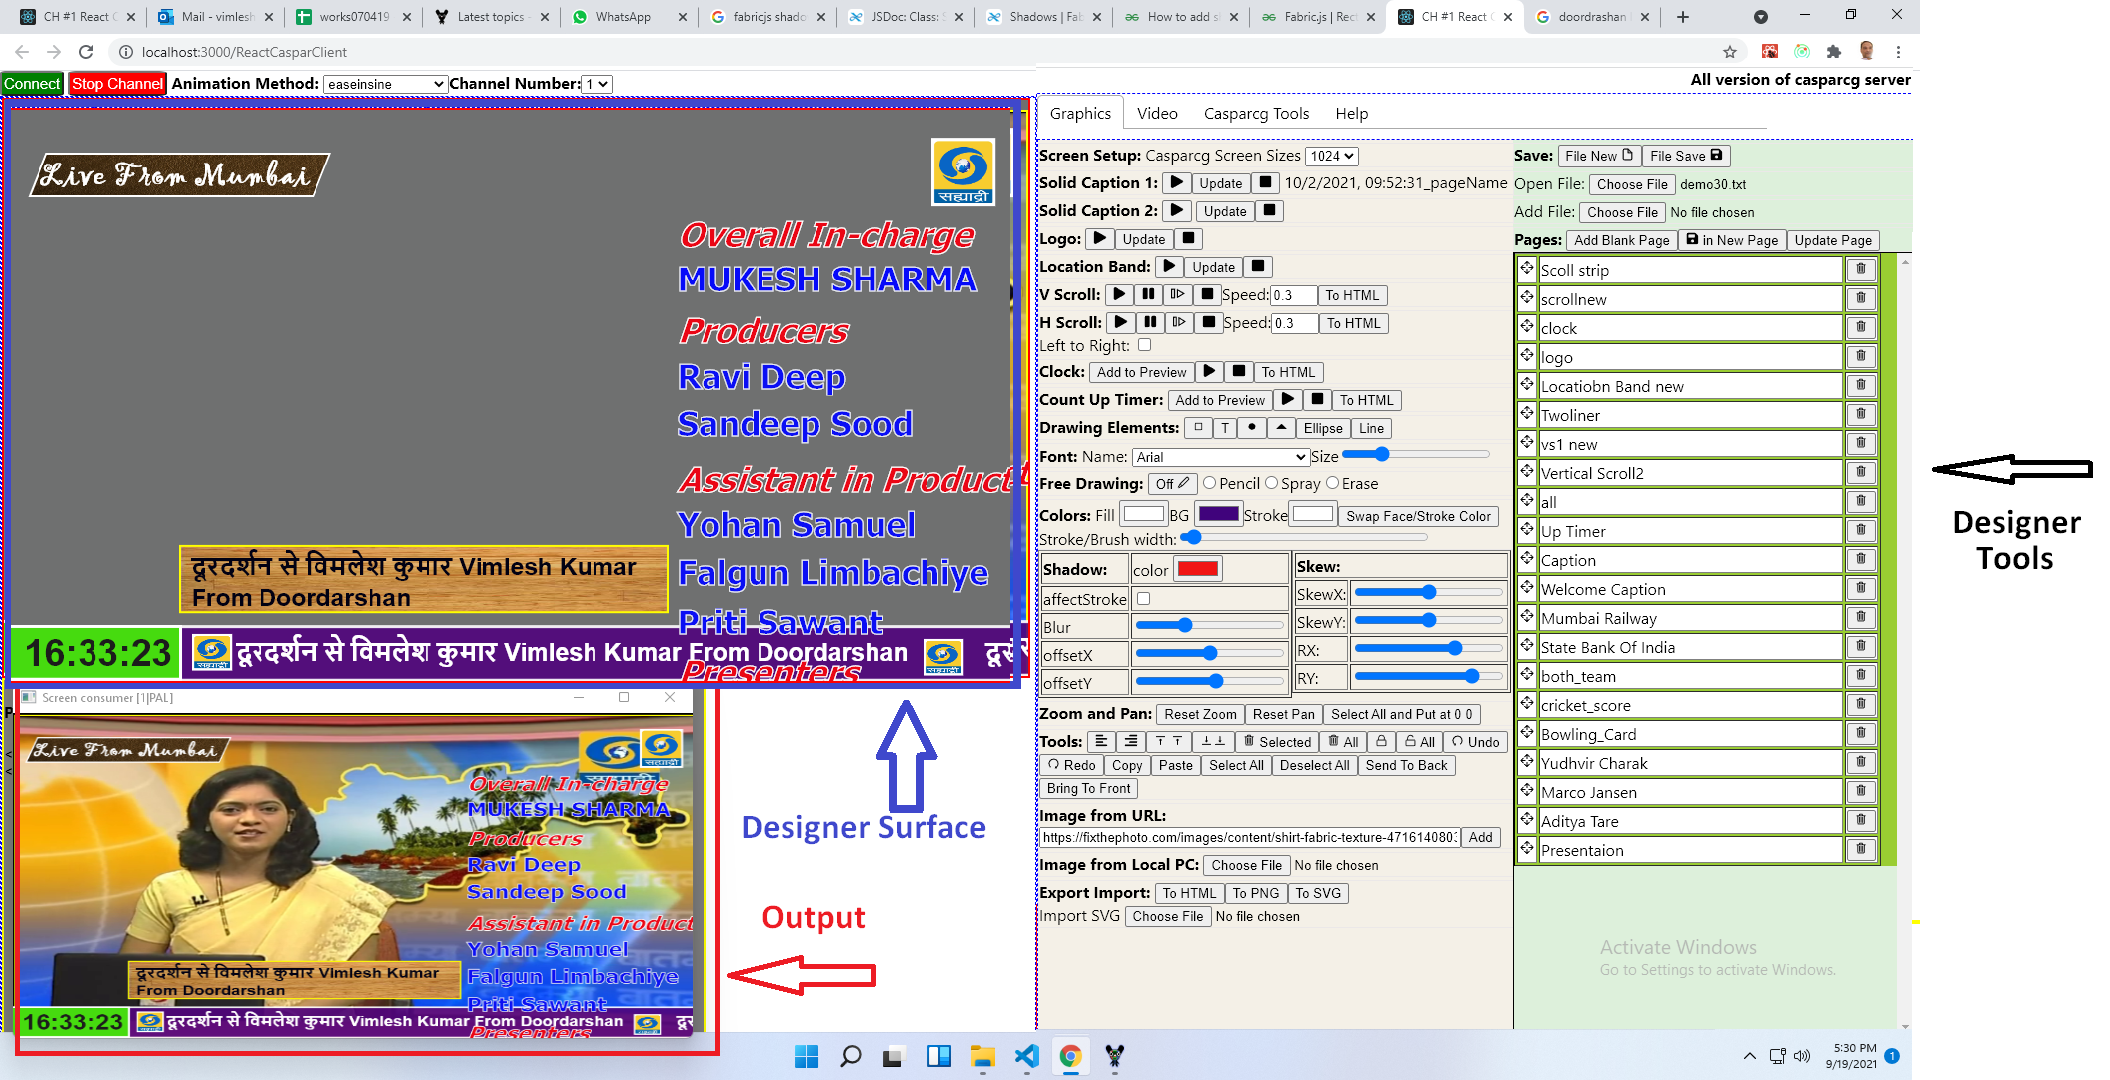 CH #1 React C
Mail - vimlesh
works070419
Latest topics -
WhatsApp
fabricjs shado
JSDoc: Class: S
Shadows | Fab
How to add s
Fabric.js | Rect
CH #1 React C
doordrashan
localhost:3000/ReactCasparClient
Connect Stop Channel Animation Method: easeinsine Channel Number: 1
All version of casparcg server
Graphics Video Casparcg Tools Help
Live From Mumbai
सह्याद्री
Overall In-charge
MUKESH SHARMA
Producers
Ravi Deep
Sandeep Sood
Assistant in Product
Yohan Samuel
Falgun Limbachiye
Priti Sawant
Presenters
दूरदर्शन से विमलेश कुमार Vimlesh Kumar
From Doordarshan
16:33:23
दूरदर्शन से विमलेश कुमार Vimlesh Kumar From Doordarshan
Screen Setup: Casparcg Screen Sizes 1024
Solid Caption 1: Update 10/2/2021, 09:52:31_pageName
Solid Caption 2: Update
Logo: Update
Location Band: Update
V Scroll: Speed: 0.3 To HTML
H Scroll: Speed: 0.3 To HTML
Left to Right:
Clock: Add to Preview To HTML
Count Up Timer: Add to Preview To HTML
Drawing Elements: T Ellipse Line
Font: Name: Arial Size
Free Drawing: Off Pencil Spray Erase
Colors: Fill BG Stroke Swap Face/Stroke Color
Stroke/Brush width:
Shadow: color
affectStroke
Blur
offsetX
offsetY
Skew:
SkewX:
SkewY:
RX:
RY:
Zoom and Pan: Reset Zoom Reset Pan Select All and Put at 0 0
Tools: Selected All All Undo
Redo Copy Paste Select All Deselect All Send To Back
Bring To Front
Image from URL:
https://fixthephoto.com/images/content/shirt-fabric-texture-471614080 Add
Image from Local PC: Choose File No file chosen
Export Import: To HTML To PNG To SVG
Import SVG Choose File No file chosen
Save: File New File Save
Open File: Choose File demo30.txt
Add File: Choose File No file chosen
Pages: Add Blank Page in New Page Update Page
Scoll strip
scrollnew
clock
logo
Locatiobn Band new
Twoliner
vs1 new
Vertical Scroll2
all
Up Timer
Caption
Welcome Caption
Mumbai Railway
State Bank Of India
both_team
cricket_score
Bowling_Card
Yudhvir Charak
Marco Jansen
Aditya Tare
Presentaion
Designer
Tools
Screen consumer [1|PAL]
Live From Mumbai
सह्याद्री
Overall In-charge
MUKESH SHARMA
Producers
Ravi Deep
Sandeep Sood
Assistant in Product
Yohan Samuel
Falgun Limbachiye
Priti Sawant
Presenters
दूरदर्शन से विमलेश कुमार Vimlesh Kumar
From Doordarshan
16:33:23
दूरदर्शन से विमलेश कुमार Vimlesh Kumar From Doordarshan
Designer Surface
Output
Activate Windows
Go to Settings to activate Windows.
5:30 PM
9/19/2021
1